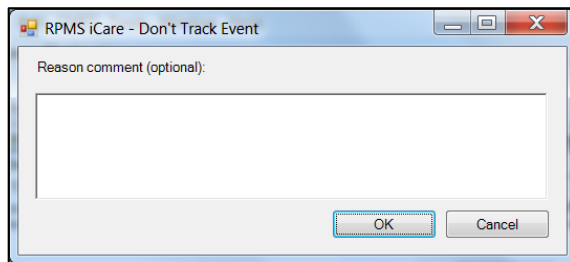 RPMS iCare - Don't Track Event
Reason comment (optional):
OK Cancel